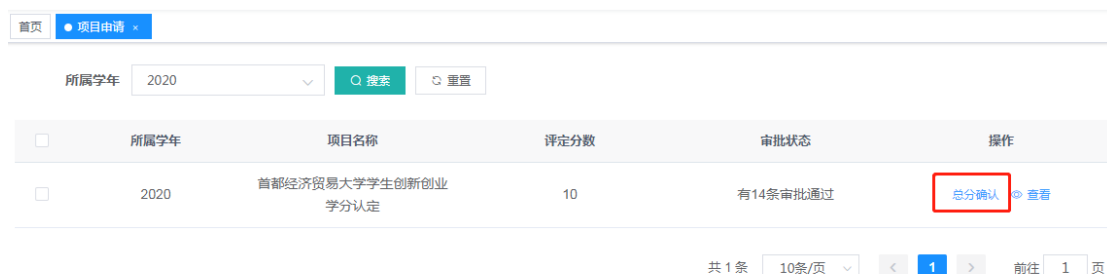 首页 项目申请 ×
所属学年 2020 搜索 重置
所属学年 项目名称 评定分数 审批状态 操作
2020 首都经济贸易大学学生创新创业 10 有14条审批通过 总分确认 查看
学分认定
共1条 10条/页 < 1 > 前往 1 页